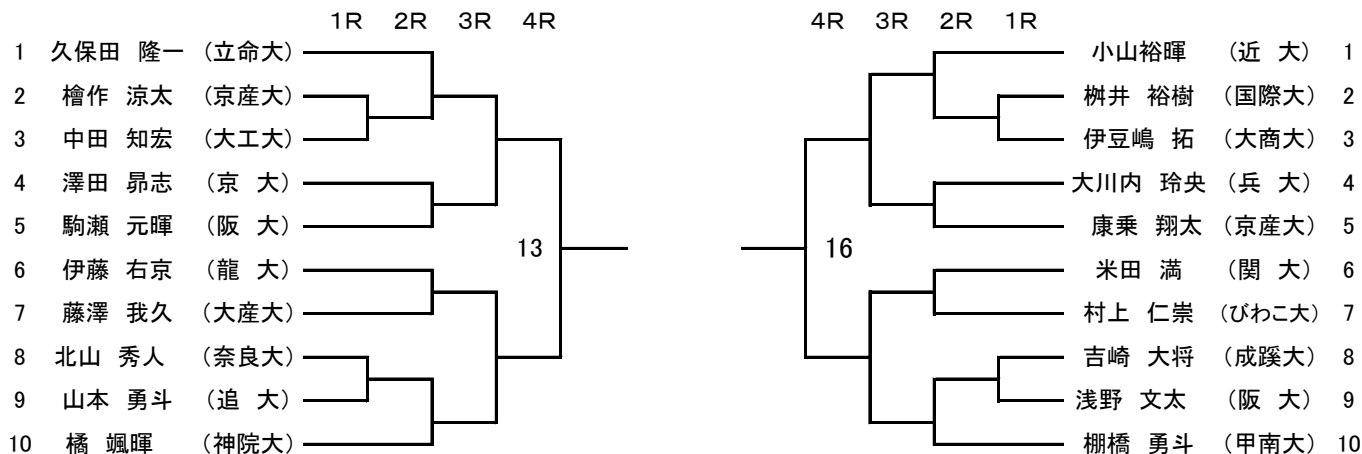 1R 2R 3R 4R
1 久保田 隆一 (立命大)
2 檜作 涼太 (京産大)
3 中田 知宏 (大工大)
4 澤田 昴志 (京 大)
5 駒瀬 元暉 (阪 大)
13
6 伊藤 右京 (龍 大)
7 藤澤 我久 (大産大)
8 北山 秀人 (奈良大)
9 山本 勇斗 (追 大)
10 橘 颯暉 (神院大)
4R 3R 2R 1R
小山裕暉 (近 大) 1
桝井 裕樹 (国際大) 2
伊豆嶋 拓 (大商大) 3
大川内 玲央 (兵 大) 4
康乗 翔太 (京産大) 5
16
米田 満 (関 大) 6
村上 仁崇 (びわこ大) 7
吉崎 大将 (成蹊大) 8
浅野 文太 (阪 大) 9
棚橋 勇斗 (甲南大) 10